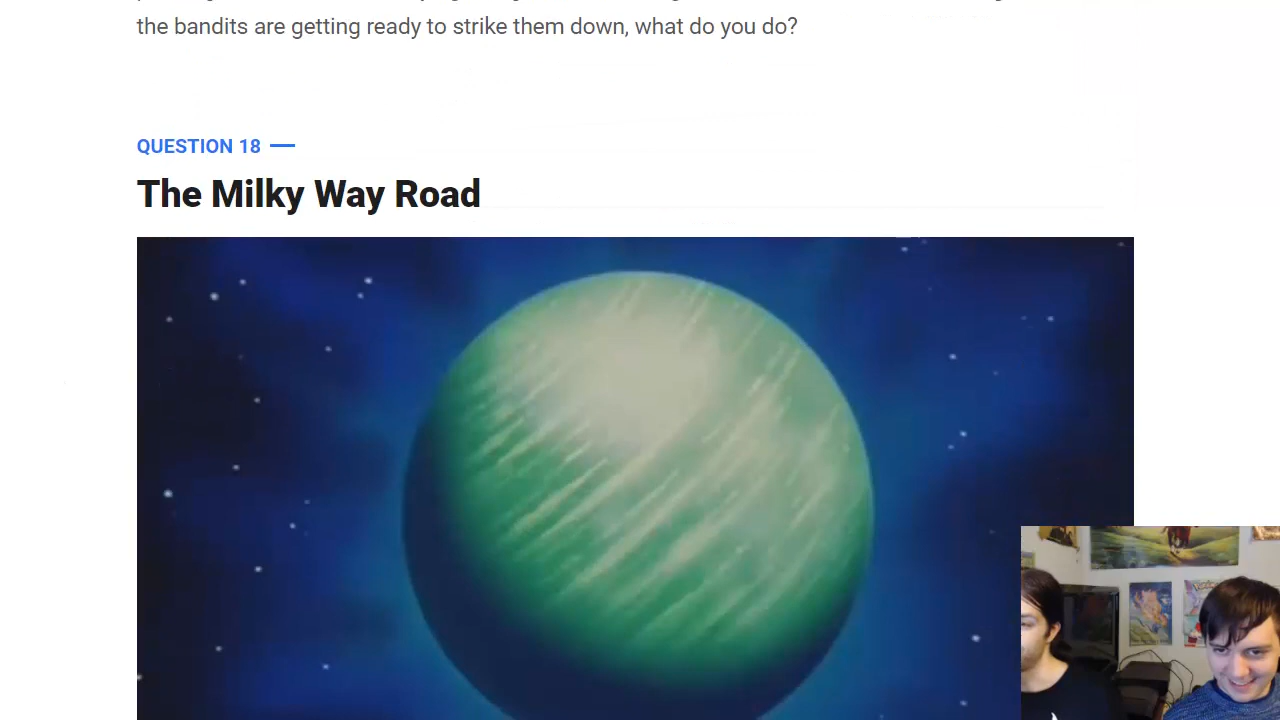 the bandits are getting ready to strike them down, what do you do?
QUESTION 18
The Milky Way Road